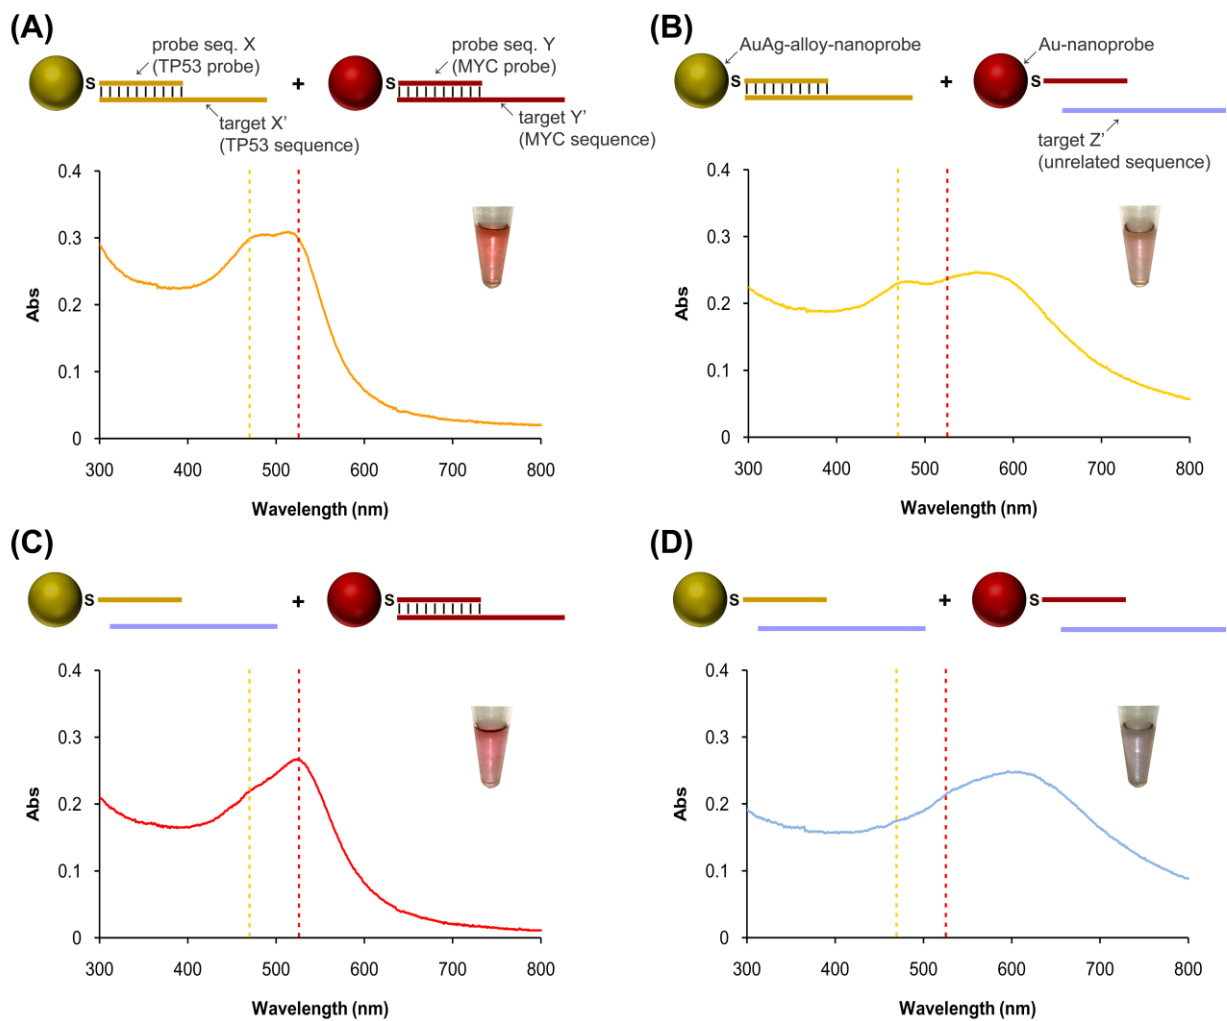 (A)
probe seq. X
(TP53 probe)
S
+
probe seq. Y
(MYC probe)
S
target X’
(TP53 sequence)
target Y’
(MYC sequence)
0.4
0.3
0.2
0.1
0
Abs
300 400 500 600 700 800
Wavelength (nm)
(B)
AuAg-alloy-nanoprobe
Au-nanoprobe
S
+
S
target Z’
(unrelated sequence)
0.4
0.3
0.2
0.1
0
Abs
300 400 500 600 700 800
Wavelength (nm)
(C)
S
+
S
0.4
0.3
0.2
0.1
0
Abs
300 400 500 600 700 800
Wavelength (nm)
(D)
S
+
S
0.4
0.3
0.2
0.1
0
Abs
300 400 500 600 700 800
Wavelength (nm)